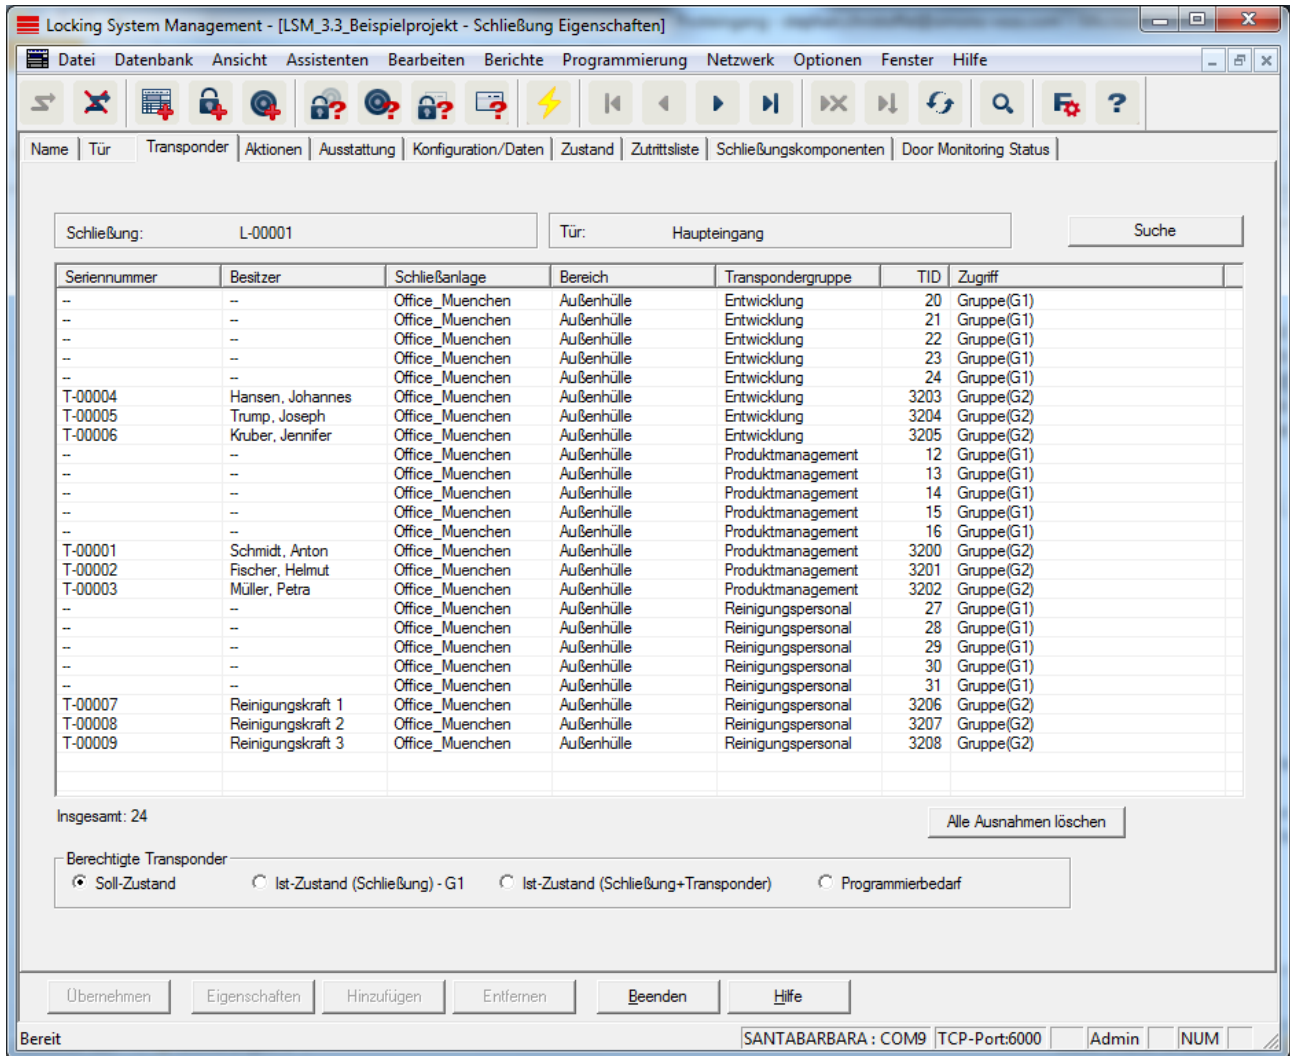 Locking System Management - [LSM_3.3_Beispielprojekt - Schließung Eigenschaften]
Datei Datenbank Ansicht Assistenten Bearbeiten Berichte Programmierung Netzwerk Optionen Fenster Hilfe
Name Tür Transponder Aktionen Ausstattung Konfiguration/Daten Zustand Zutrittsliste Schließungskomponenten Door Monitoring Status
Schließung: L-00001 Tür: Haupteingang Suche
Seriennummer Besitzer Schließanlage Bereich Transpondergruppe TID Zugriff
-- -- Office_Muenchen Außenhülle Entwicklung 20 Gruppe(G1)
-- -- Office_Muenchen Außenhülle Entwicklung 21 Gruppe(G1)
-- -- Office_Muenchen Außenhülle Entwicklung 22 Gruppe(G1)
-- -- Office_Muenchen Außenhülle Entwicklung 23 Gruppe(G1)
-- -- Office_Muenchen Außenhülle Entwicklung 24 Gruppe(G1)
T-00004 Hansen, Johannes Office_Muenchen Außenhülle Entwicklung 3203 Gruppe(G2)
T-00005 Trump, Joseph Office_Muenchen Außenhülle Entwicklung 3204 Gruppe(G2)
T-00006 Kruber, Jennifer Office_Muenchen Außenhülle Entwicklung 3205 Gruppe(G2)
-- -- Office_Muenchen Außenhülle Produktmanagement 12 Gruppe(G1)
-- -- Office_Muenchen Außenhülle Produktmanagement 13 Gruppe(G1)
-- -- Office_Muenchen Außenhülle Produktmanagement 14 Gruppe(G1)
-- -- Office_Muenchen Außenhülle Produktmanagement 15 Gruppe(G1)
-- -- Office_Muenchen Außenhülle Produktmanagement 16 Gruppe(G1)
T-00001 Schmidt, Anton Office_Muenchen Außenhülle Produktmanagement 3200 Gruppe(G2)
T-00002 Fischer, Helmut Office_Muenchen Außenhülle Produktmanagement 3201 Gruppe(G2)
T-00003 Müller, Petra Office_Muenchen Außenhülle Produktmanagement 3202 Gruppe(G2)
-- -- Office_Muenchen Außenhülle Reinigungspersonal 27 Gruppe(G1)
-- -- Office_Muenchen Außenhülle Reinigungspersonal 28 Gruppe(G1)
-- -- Office_Muenchen Außenhülle Reinigungspersonal 29 Gruppe(G1)
-- -- Office_Muenchen Außenhülle Reinigungspersonal 30 Gruppe(G1)
-- -- Office_Muenchen Außenhülle Reinigungspersonal 31 Gruppe(G1)
T-00007 Reinigungskraft 1 Office_Muenchen Außenhülle Reinigungspersonal 3206 Gruppe(G2)
T-00008 Reinigungskraft 2 Office_Muenchen Außenhülle Reinigungspersonal 3207 Gruppe(G2)
T-00009 Reinigungskraft 3 Office_Muenchen Außenhülle Reinigungspersonal 3208 Gruppe(G2)
Insgesamt: 24 Alle Ausnahmen löschen
Berechtigte Transponder
Soll-Zustand Ist-Zustand (Schließung) - G1 Ist-Zustand (Schließung+Transponder) Programmierbedarf
Übernehmen Eigenschaften Hinzufügen Entfernen Beenden Hilfe
Bereit SANTABARBARA : COM9 TCP-Port:6000 Admin NUM